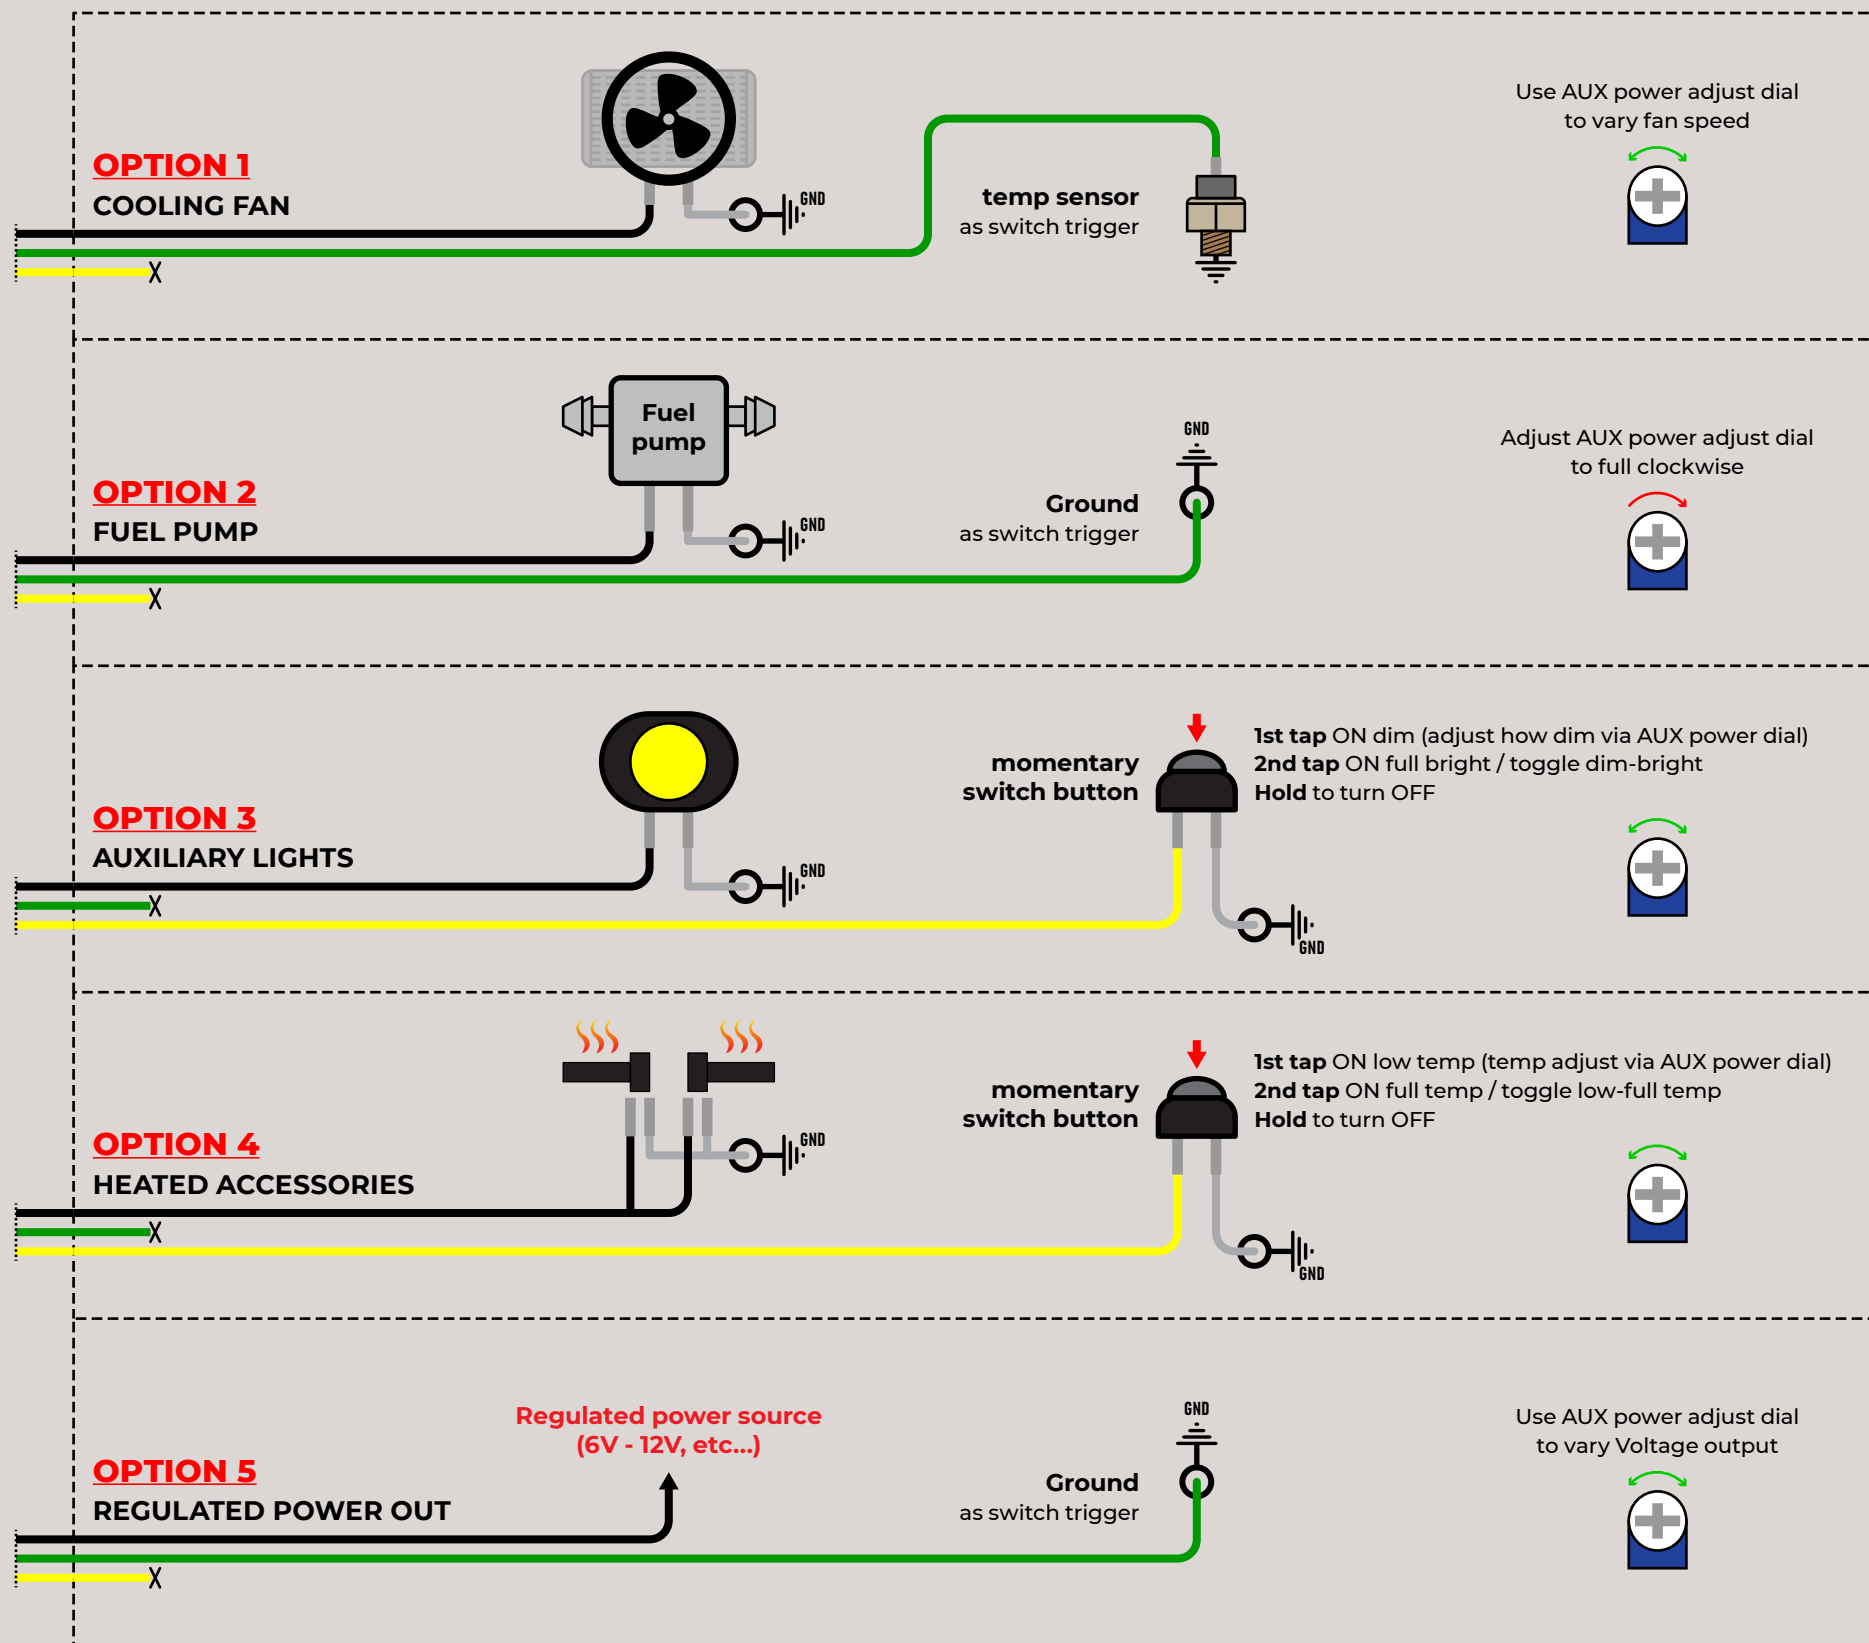 Use AUX power adjust dial
to vary fan speed
OPTION 1
COOLING FAN
GND
temp sensor
as switch trigger
Fuel
pump
GND
Adjust AUX power adjust dial
to full clockwise
OPTION 2
FUEL PUMP
GND
Ground
as switch trigger
momentary
switch button
1st tap ON dim (adjust how dim via AUX power dial)
2nd tap ON full bright / toggle dim-bright
Hold to turn OFF
OPTION 3
AUXILIARY LIGHTS
GND
GND
momentary
switch button
1st tap ON low temp (temp adjust via AUX power dial)
2nd tap ON full temp / toggle low-full temp
Hold to turn OFF
OPTION 4
HEATED ACCESSORIES
GND
GND
Regulated power source
(6V - 12V, etc...)
GND
Use AUX power adjust dial
to vary Voltage output
OPTION 5
REGULATED POWER OUT
Ground
as switch trigger